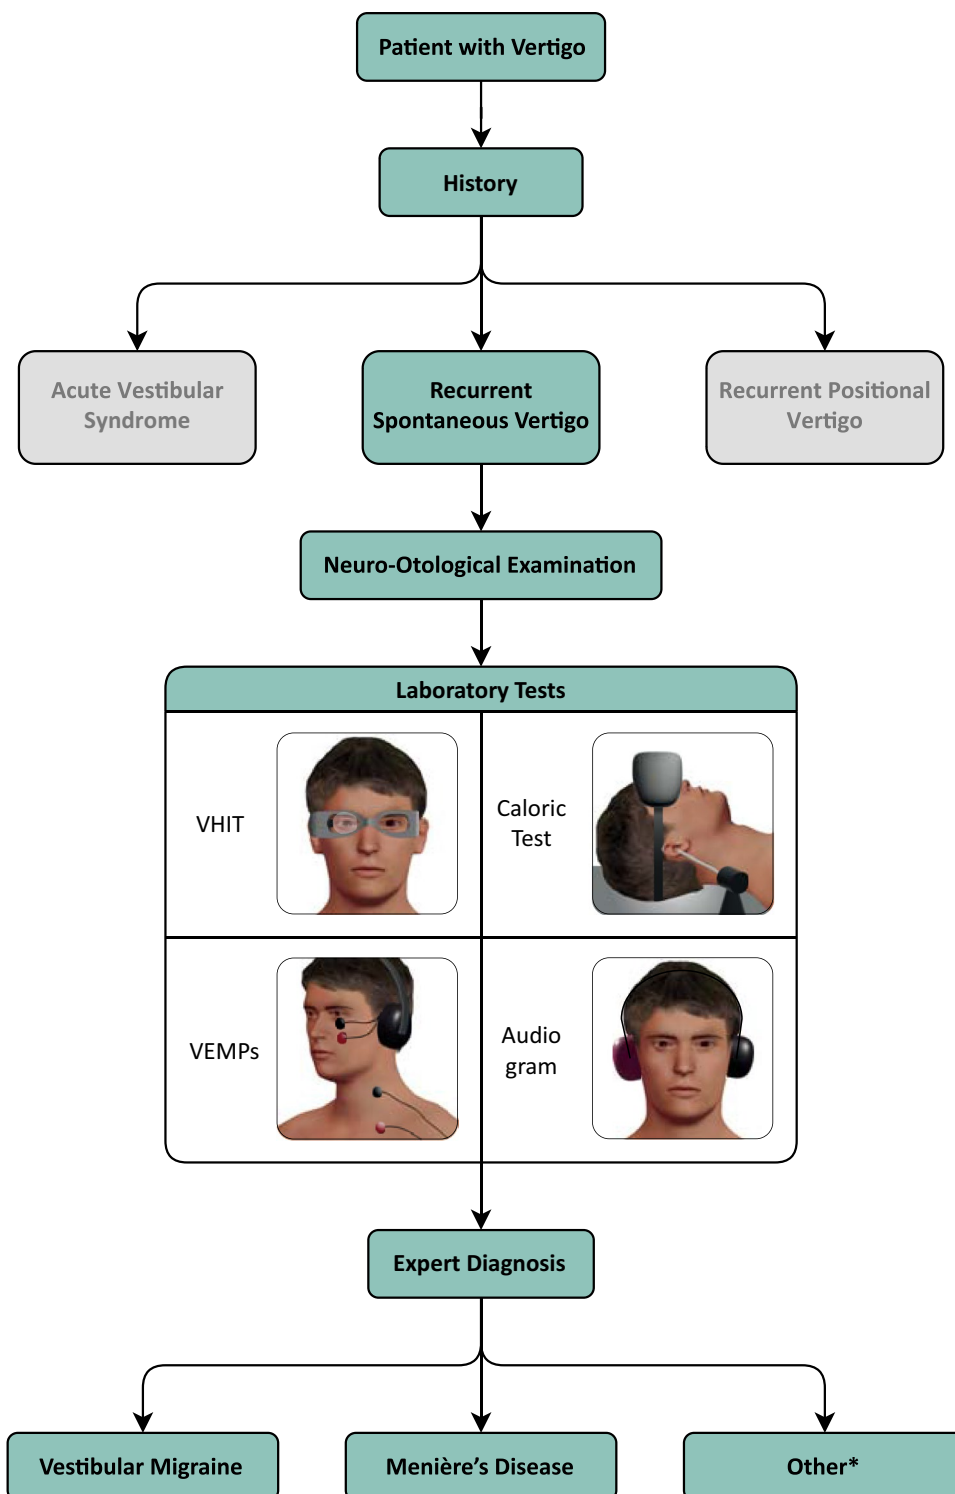 Patient with Vertigo
History
Acute Vestibular
Syndrome
Recurrent
Spontaneous Vertigo
Recurrent Positional
Vertigo
Neuro-Otological Examination
Laboratory Tests
VHIT
Caloric
Test
VEMPs
Audio
gram
Expert Diagnosis
Vestibular Migraine
Menière’s Disease
Other*